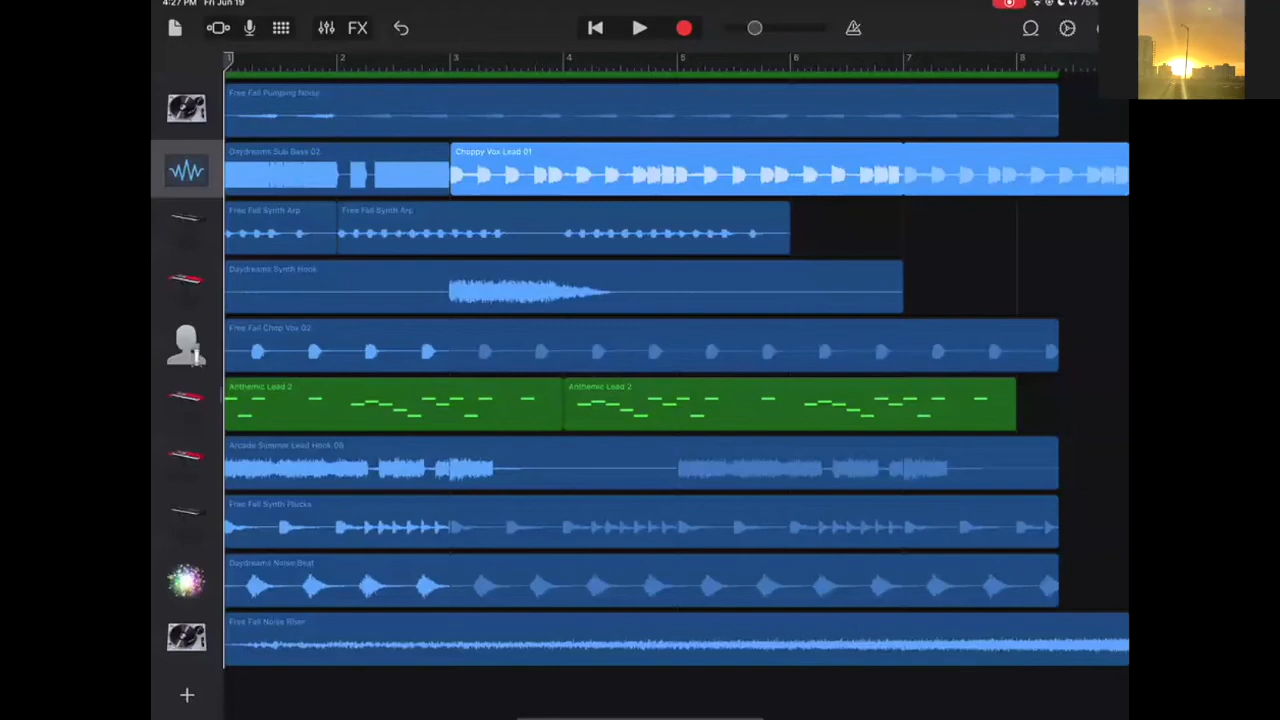 4:27 PM Fri Jun 19
75%
FX
1 2 3 4 5 6 7 8
Free Fall Pumping Noise
Daydreams Sub Bass 02
Choppy Vox Lead 01
Free Fall Synth Arp
Free Fall Synth Arp
Daydreams Synth Hook
Free Fall Chop Vox 02
Anthemic Lead 2
Anthemic Lead 2
Arcade Summer Lead Hook 06
Free Fall Synth Plucks
Daydreams Noise Beat
Free Fall Noise Riser